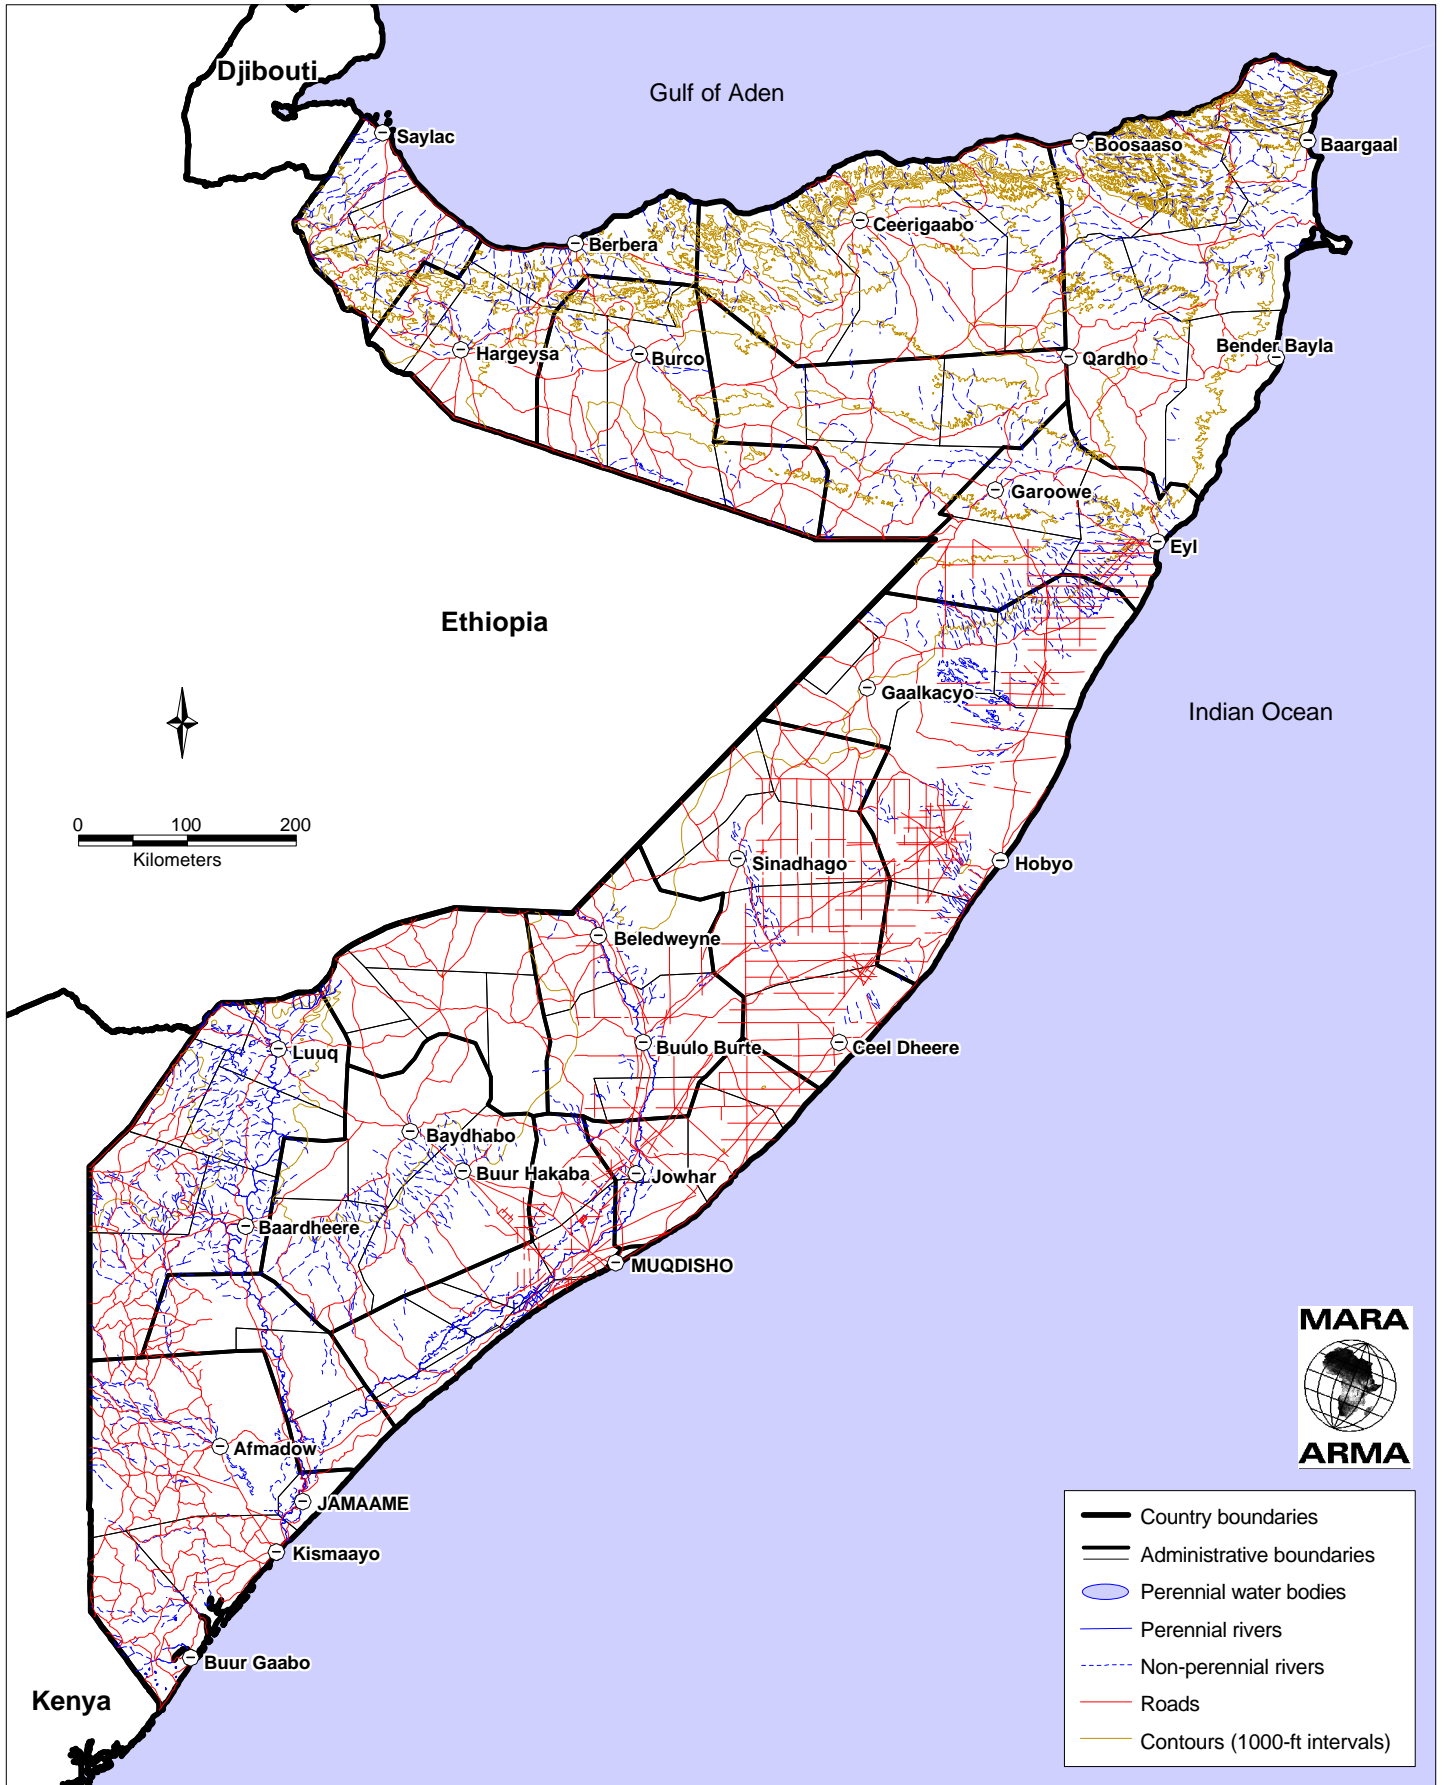 Djibouti
Gulf of Aden
Saylac
Boosaaso
Baargaal
Ceerigaabo
Berbera
Hargeysa
Burco
Qardho
Bender Bayla
Garoowe
Eyl
Ethiopia
Gaalkacyo
Indian Ocean
0 100 200
Kilometers
Sinadhago
Hobyo
Beledweyne
Luuq
Buulo Burte
Ceel Dheere
Baydhabo
Buur Hakaba
Jowhar
Baardheere
MUQDISHO
MARA
ARMA
Afmadow
JAMAAME
Kismaayo
Buur Gaabo
Kenya
Country boundaries
Administrative boundaries
Perennial water bodies
Perennial rivers
Non-perennial rivers
Roads
Contours (1000-ft intervals)